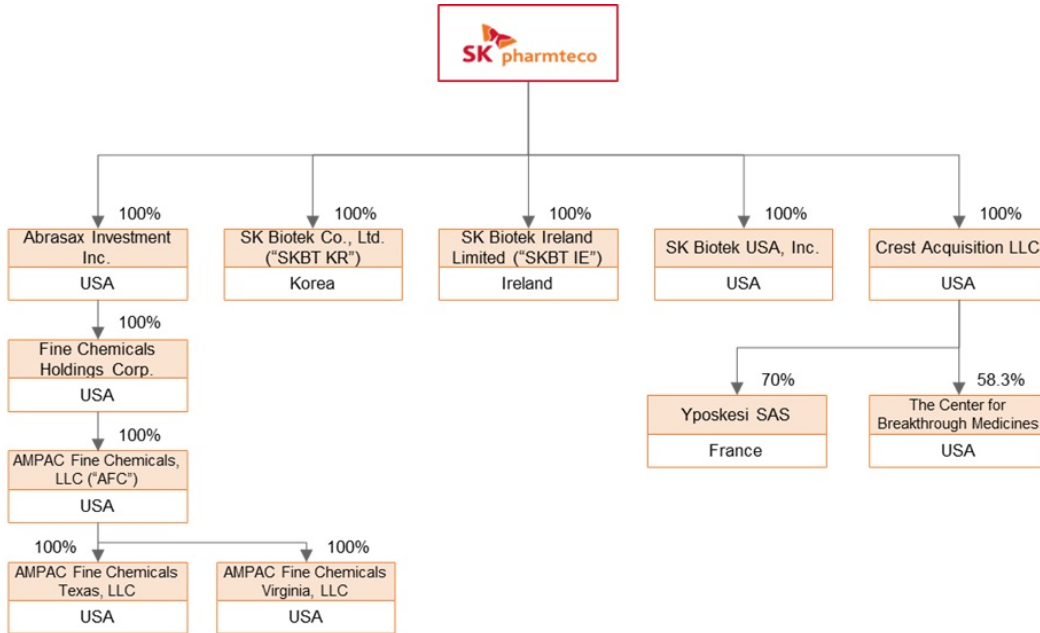 SK pharmteco
100%
100%
100%
100%
100%
Abrasax Investment
Inc.
USA
SK Biotek Co., Ltd.
(“SKBT KR”)
Korea
SK Biotek Ireland
Limited (“SKBT IE”)
Ireland
SK Biotek USA, Inc.
USA
Crest Acquisition LLC
USA
100%
Fine Chemicals
Holdings Corp.
USA
70%
Yposkesi SAS
France
58.3%
The Center for
Breakthrough Medicines
USA
100%
AMPAC Fine Chemicals,
LLC (“AFC”)
USA
100%
AMPAC Fine Chemicals
Texas, LLC
USA
100%
AMPAC Fine Chemicals
Virginia, LLC
USA